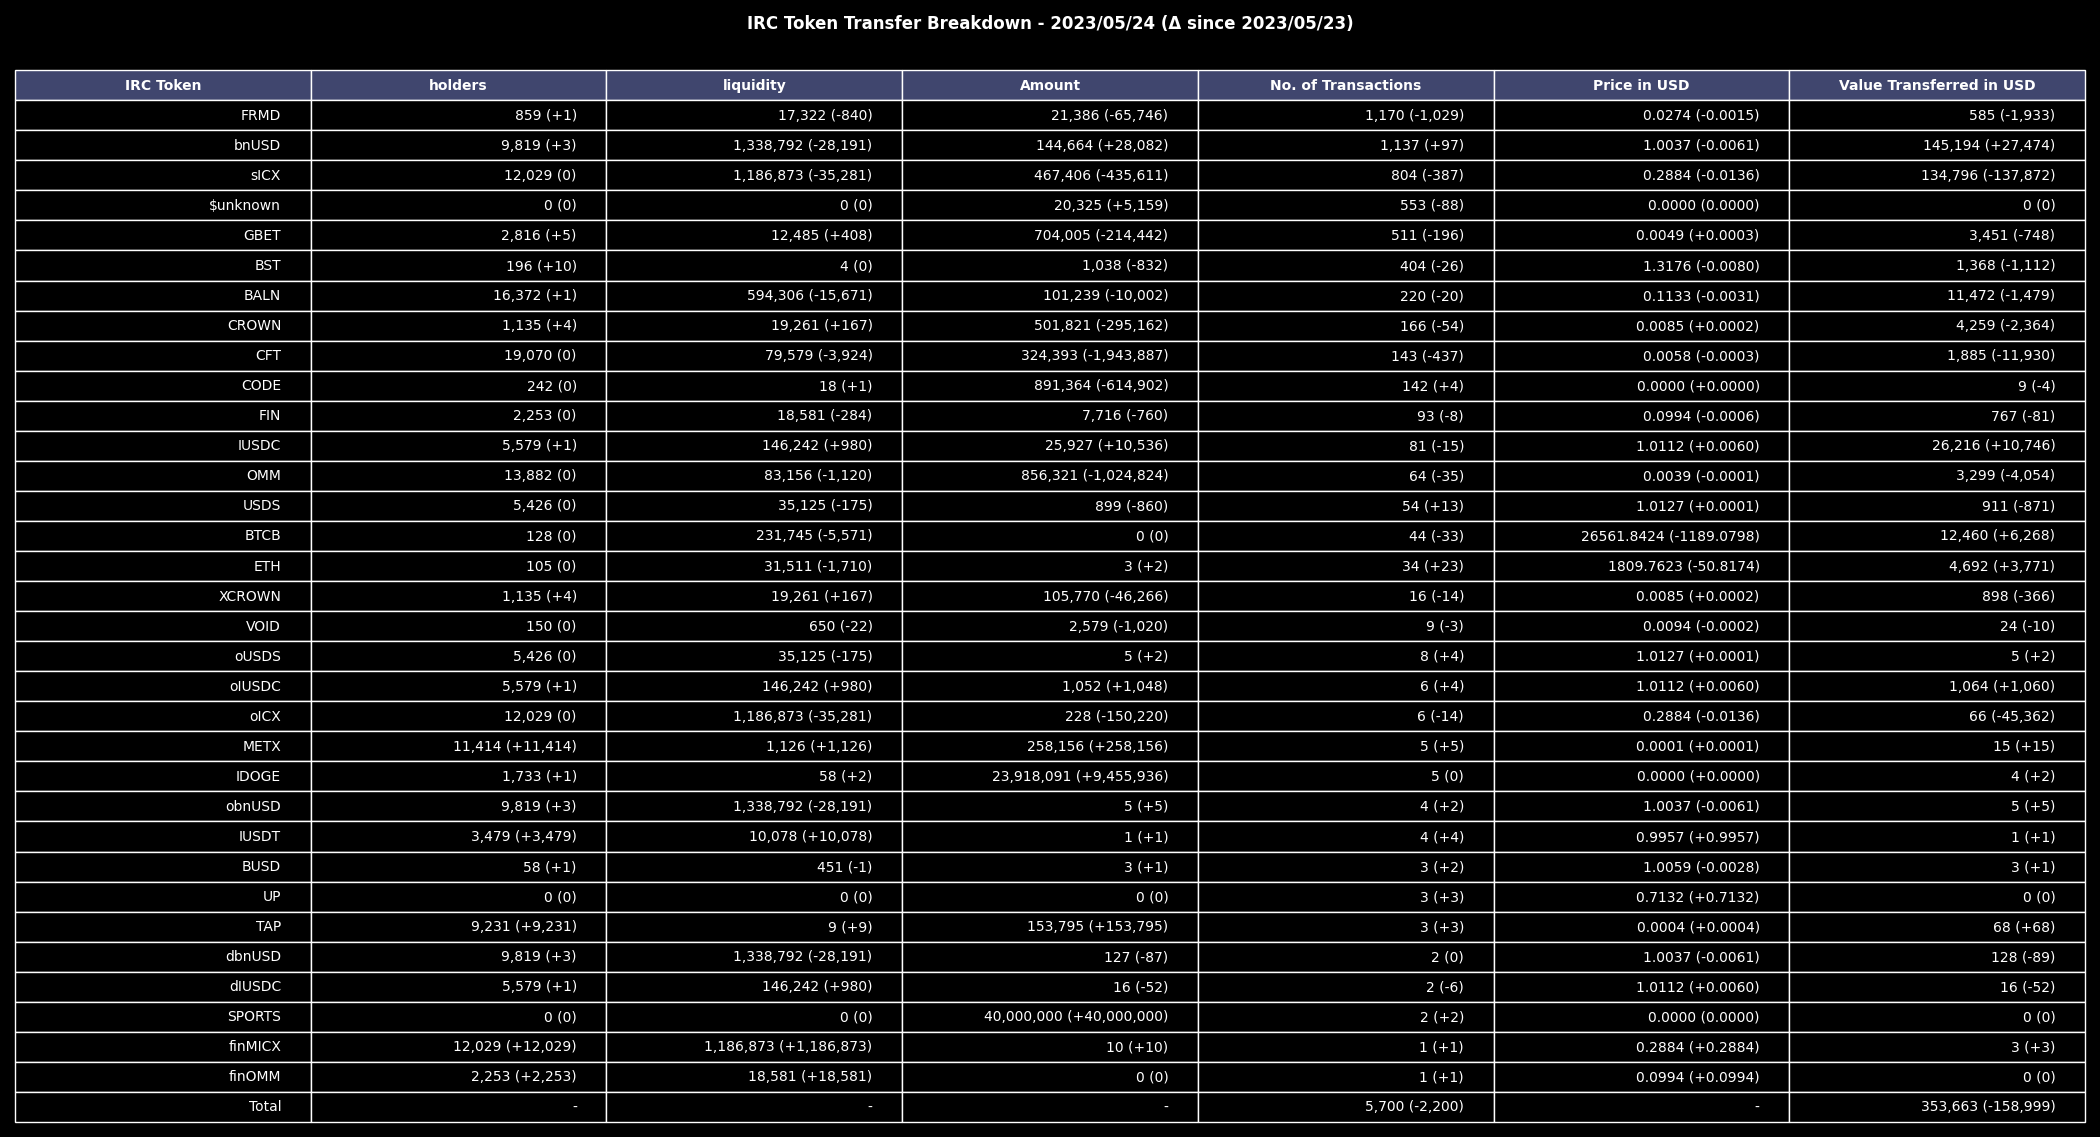 IRC Token Transfer Breakdown - 2023/05/24 (Δ since 2023/05/23)
IRC Token holders liquidity Amount No. of Transactions Price in USD Value Transferred in USD
FRMD 859 (+1) 17,322 (-840) 21,386 (-65,746) 1,170 (-1,029) 0.0274 (-0.0015) 585 (-1,933)
bnUSD 9,819 (+3) 1,338,792 (-28,191) 144,664 (+28,082) 1,137 (+97) 1.0037 (-0.0061) 145,194 (+27,474)
sICX 12,029 (0) 1,186,873 (-35,281) 467,406 (-435,611) 804 (-387) 0.2884 (-0.0136) 134,796 (-137,872)
$unknown 0 (0) 0 (0) 20,325 (+5,159) 553 (-88) 0.0000 (0.0000) 0 (0)
GBET 2,816 (+5) 12,485 (+408) 704,005 (-214,442) 511 (-196) 0.0049 (+0.0003) 3,451 (-748)
BST 196 (+10) 4 (0) 1,038 (-832) 404 (-26) 1.3176 (-0.0080) 1,368 (-1,112)
BALN 16,372 (+1) 594,306 (-15,671) 101,239 (-10,002) 220 (-20) 0.1133 (-0.0031) 11,472 (-1,479)
CROWN 1,135 (+4) 19,261 (+167) 501,821 (-295,162) 166 (-54) 0.0085 (+0.0002) 4,259 (-2,364)
CFT 19,070 (0) 79,579 (-3,924) 324,393 (-1,943,887) 143 (-437) 0.0058 (-0.0003) 1,885 (-11,930)
CODE 242 (0) 18 (+1) 891,364 (-614,902) 142 (+4) 0.0000 (+0.0000) 9 (-4)
FIN 2,253 (0) 18,581 (-284) 7,716 (-760) 93 (-8) 0.0994 (-0.0006) 767 (-81)
IUSDC 5,579 (+1) 146,242 (+980) 25,927 (+10,536) 81 (-15) 1.0112 (+0.0060) 26,216 (+10,746)
OMM 13,882 (0) 83,156 (-1,120) 856,321 (-1,024,824) 64 (-35) 0.0039 (-0.0001) 3,299 (-4,054)
USDS 5,426 (0) 35,125 (-175) 899 (-860) 54 (+13) 1.0127 (+0.0001) 911 (-871)
BTCB 128 (0) 231,745 (-5,571) 0 (0) 44 (-33) 26561.8424 (-1189.0798) 12,460 (+6,268)
ETH 105 (0) 31,511 (-1,710) 3 (+2) 34 (+23) 1809.7623 (-50.8174) 4,692 (+3,771)
XCROWN 1,135 (+4) 19,261 (+167) 105,770 (-46,266) 16 (-14) 0.0085 (+0.0002) 898 (-366)
VOID 150 (0) 650 (-22) 2,579 (-1,020) 9 (-3) 0.0094 (-0.0002) 24 (-10)
oUSDS 5,426 (0) 35,125 (-175) 5 (+2) 8 (+4) 1.0127 (+0.0001) 5 (+2)
oIUSDC 5,579 (+1) 146,242 (+980) 1,052 (+1,048) 6 (+4) 1.0112 (+0.0060) 1,064 (+1,060)
oICX 12,029 (0) 1,186,873 (-35,281) 228 (-150,220) 6 (-14) 0.2884 (-0.0136) 66 (-45,362)
METX 11,414 (+11,414) 1,126 (+1,126) 258,156 (+258,156) 5 (+5) 0.0001 (+0.0001) 15 (+15)
IDOGE 1,733 (+1) 58 (+2) 23,918,091 (+9,455,936) 5 (0) 0.0000 (+0.0000) 4 (+2)
obnUSD 9,819 (+3) 1,338,792 (-28,191) 5 (+5) 4 (+2) 1.0037 (-0.0061) 5 (+5)
IUSDT 3,479 (+3,479) 10,078 (+10,078) 1 (+1) 4 (+4) 0.9957 (+0.9957) 1 (+1)
BUSD 58 (+1) 451 (-1) 3 (+1) 3 (+2) 1.0059 (-0.0028) 3 (+1)
UP 0 (0) 0 (0) 0 (0) 3 (+3) 0.7132 (+0.7132) 0 (0)
TAP 9,231 (+9,231) 9 (+9) 153,795 (+153,795) 3 (+3) 0.0004 (+0.0004) 68 (+68)
dbnUSD 9,819 (+3) 1,338,792 (-28,191) 127 (-87) 2 (0) 1.0037 (-0.0061) 128 (-89)
dIUSDC 5,579 (+1) 146,242 (+980) 16 (-52) 2 (-6) 1.0112 (+0.0060) 16 (-52)
SPORTS 0 (0) 0 (0) 40,000,000 (+40,000,000) 2 (+2) 0.0000 (0.0000) 0 (0)
finMICX 12,029 (+12,029) 1,186,873 (+1,186,873) 10 (+10) 1 (+1) 0.2884 (+0.2884) 3 (+3)
finOMM 2,253 (+2,253) 18,581 (+18,581) 0 (0) 1 (+1) 0.0994 (+0.0994) 0 (0)
Total - - - 5,700 (-2,200) - 353,663 (-158,999)